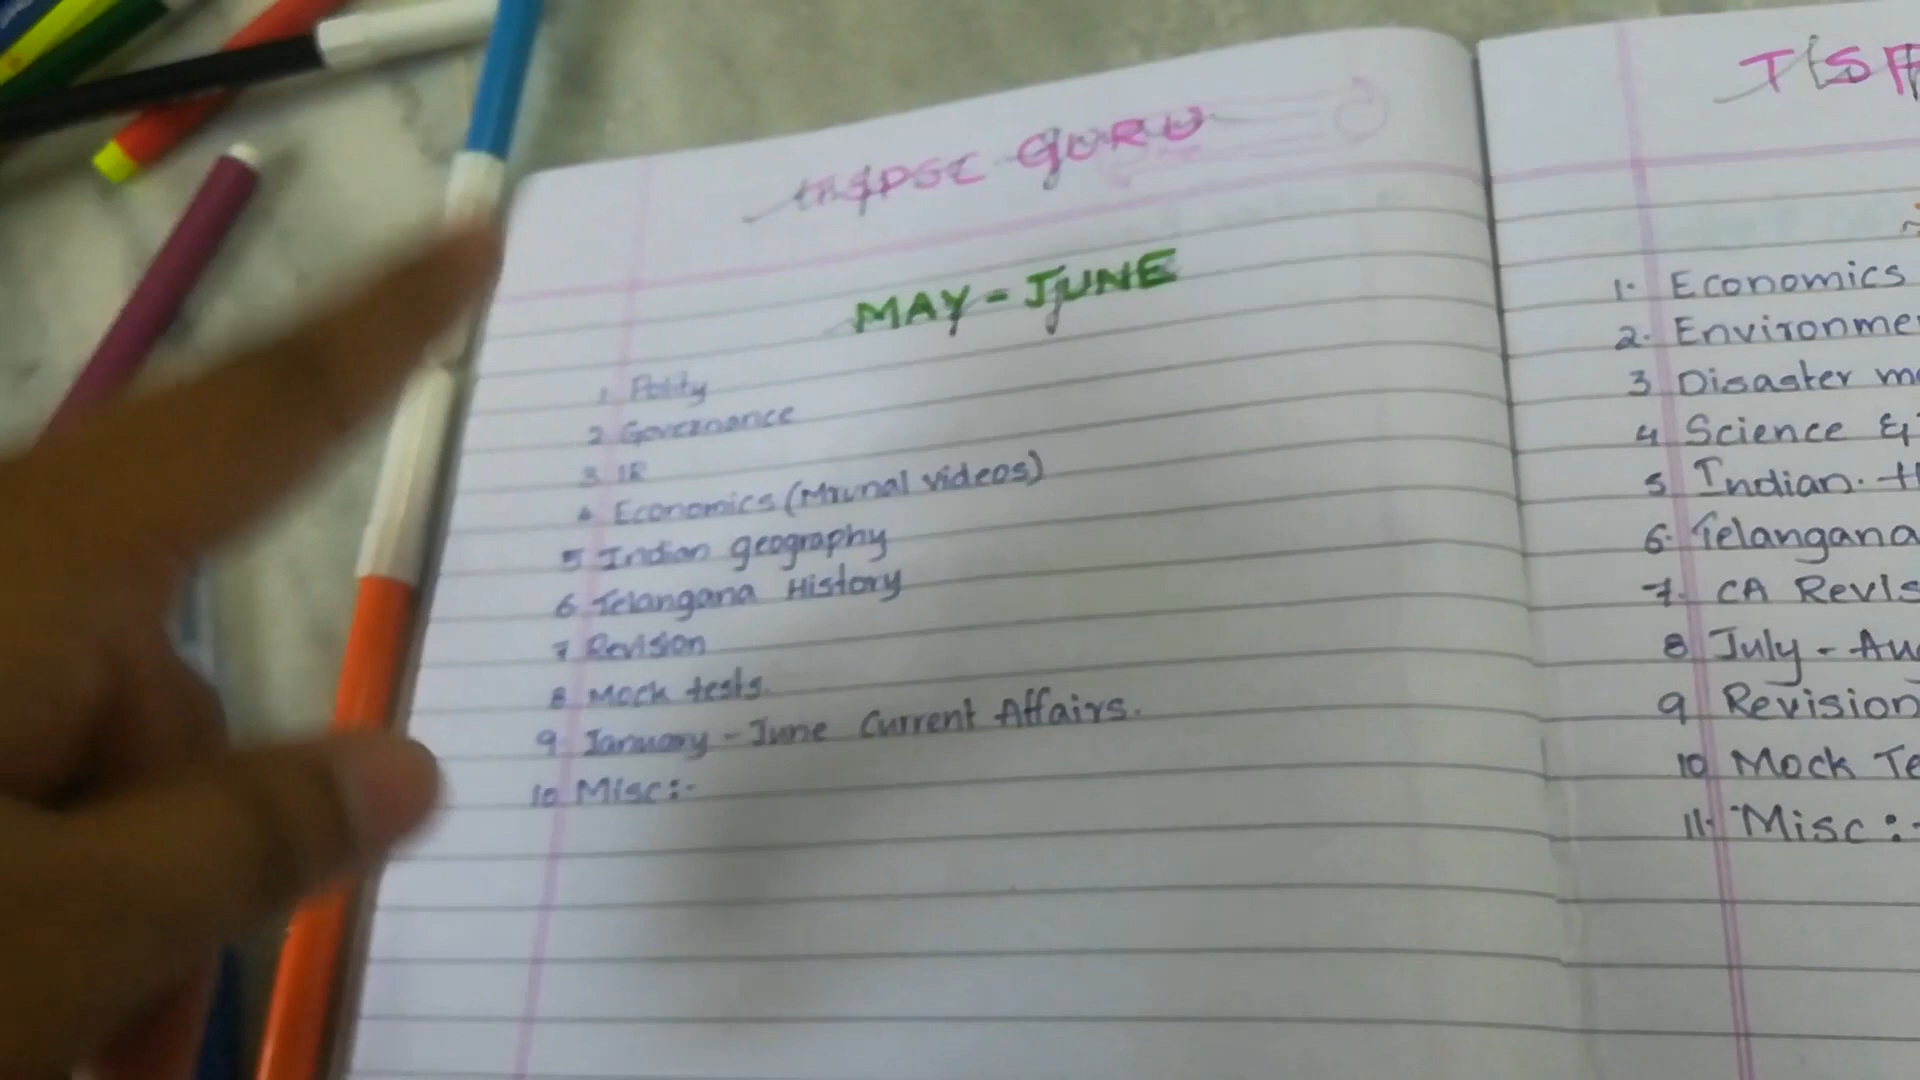 TSPSC GURU
MAY - JUNE
1 Polity
2 Governance
3 IR
4 Economics (Mrunal videos)
5 Indian geography
6 Telangana History
7 Revision
8 Mock tests.
9 January - June Current Affairs.
10 Misc:-
1. Economics
2. Environme
3 Disaster m
4 Science &
5 Indian.
6. Telangana
7. CA Revis
8 July - Au
9 Revision
10 Mock Te
11. Misc:-